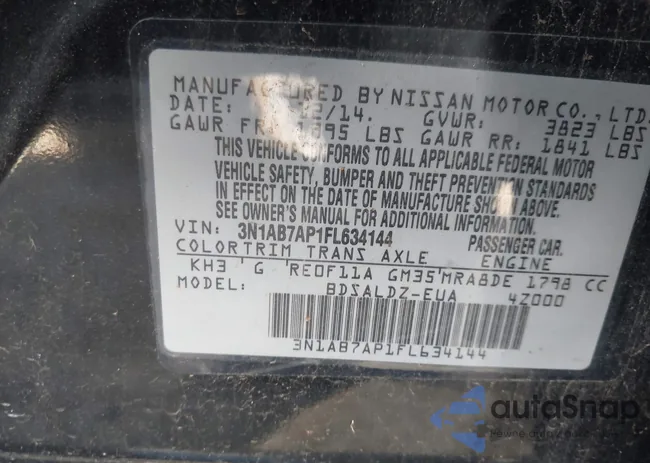 MANUFACTURED BY NISSAN MOTOR CO., LTD.
DATE: 12/14. GVWR: 3823 LBS
GAWR FR: LBS GAWR RR: 1841 LBS
THIS VEHICLE CONFORMS TO ALL APPLICABLE FEDERAL MOTOR
VEHICLE SAFETY, BUMPER AND THEFT PREVENTION STANDARDS
IN EFFECT ON THE DATE OF MANUFACTURE SHOWN ABOVE.
SEE OWNER'S MANUAL FOR ADDITIONAL INFORMATION.
VIN: 3N1AB7AP1FL634144 PASSENGER CAR.
COLOR TRIM TRANS AXLE ENGINE
KH3 'G 'RE0F11A GM35'MRA8DE 1798 CC
MODEL: BDSALDZ-EUA 4Z000
3N1AB7AP1FL634144
autoSnap